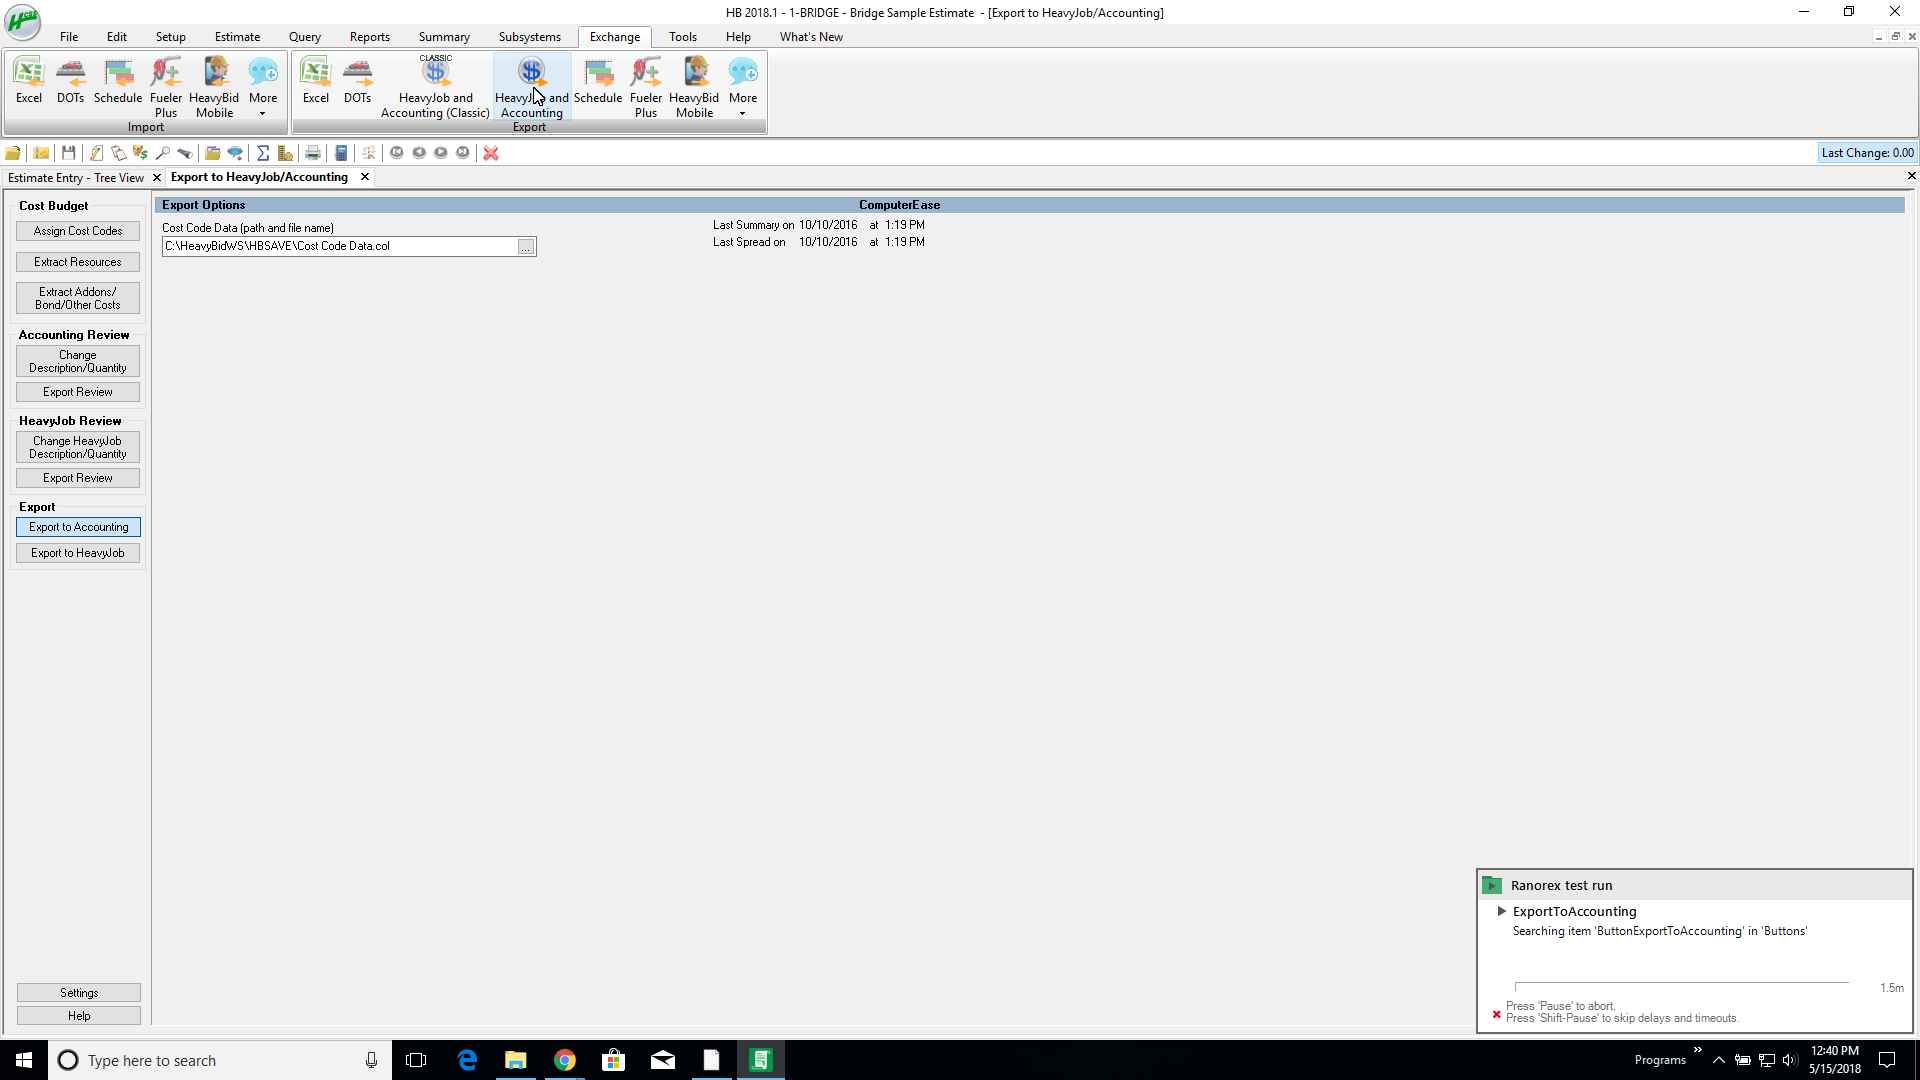 HCSS
HB 2018.1 - 1-BRIDGE - Bridge Sample Estimate - [Export to HeavyJob/Accounting]
File Edit Setup Estimate Query Reports Summary Subsystems Exchange Tools Help What's New
CLASSIC
Excel DOTs Schedule Fueler Plus HeavyBid Mobile More
Import
Excel DOTs HeavyJob and Accounting (Classic) HeavyJob and Accounting Schedule Fueler Plus HeavyBid Mobile More
Export
Last Change: 0.00
Estimate Entry - Tree View Export to HeavyJob/Accounting
Cost Budget
Assign Cost Codes
Extract Resources
Extract Addons/
Bond/Other Costs
Accounting Review
Change
Description/Quantity
Export Review
HeavyJob Review
Change HeavyJob
Description/Quantity
Export Review
Export
Export to Accounting
Export to HeavyJob
Settings
Help
Export Options ComputerEase
Cost Code Data (path and file name)
C:\HeavyBidWS\HBSAVE\Cost Code Data.col ...
Last Summary on 10/10/2016 at 1:19 PM
Last Spread on 10/10/2016 at 1:19 PM
Ranorex test run
ExportToAccounting
Searching item 'ButtonExportToAccounting' in 'Buttons'
1.5m
Press 'Pause' to abort.
Press 'Shift-Pause' to skip delays and timeouts.
Type here to search
Programs
12:40 PM
5/15/2018